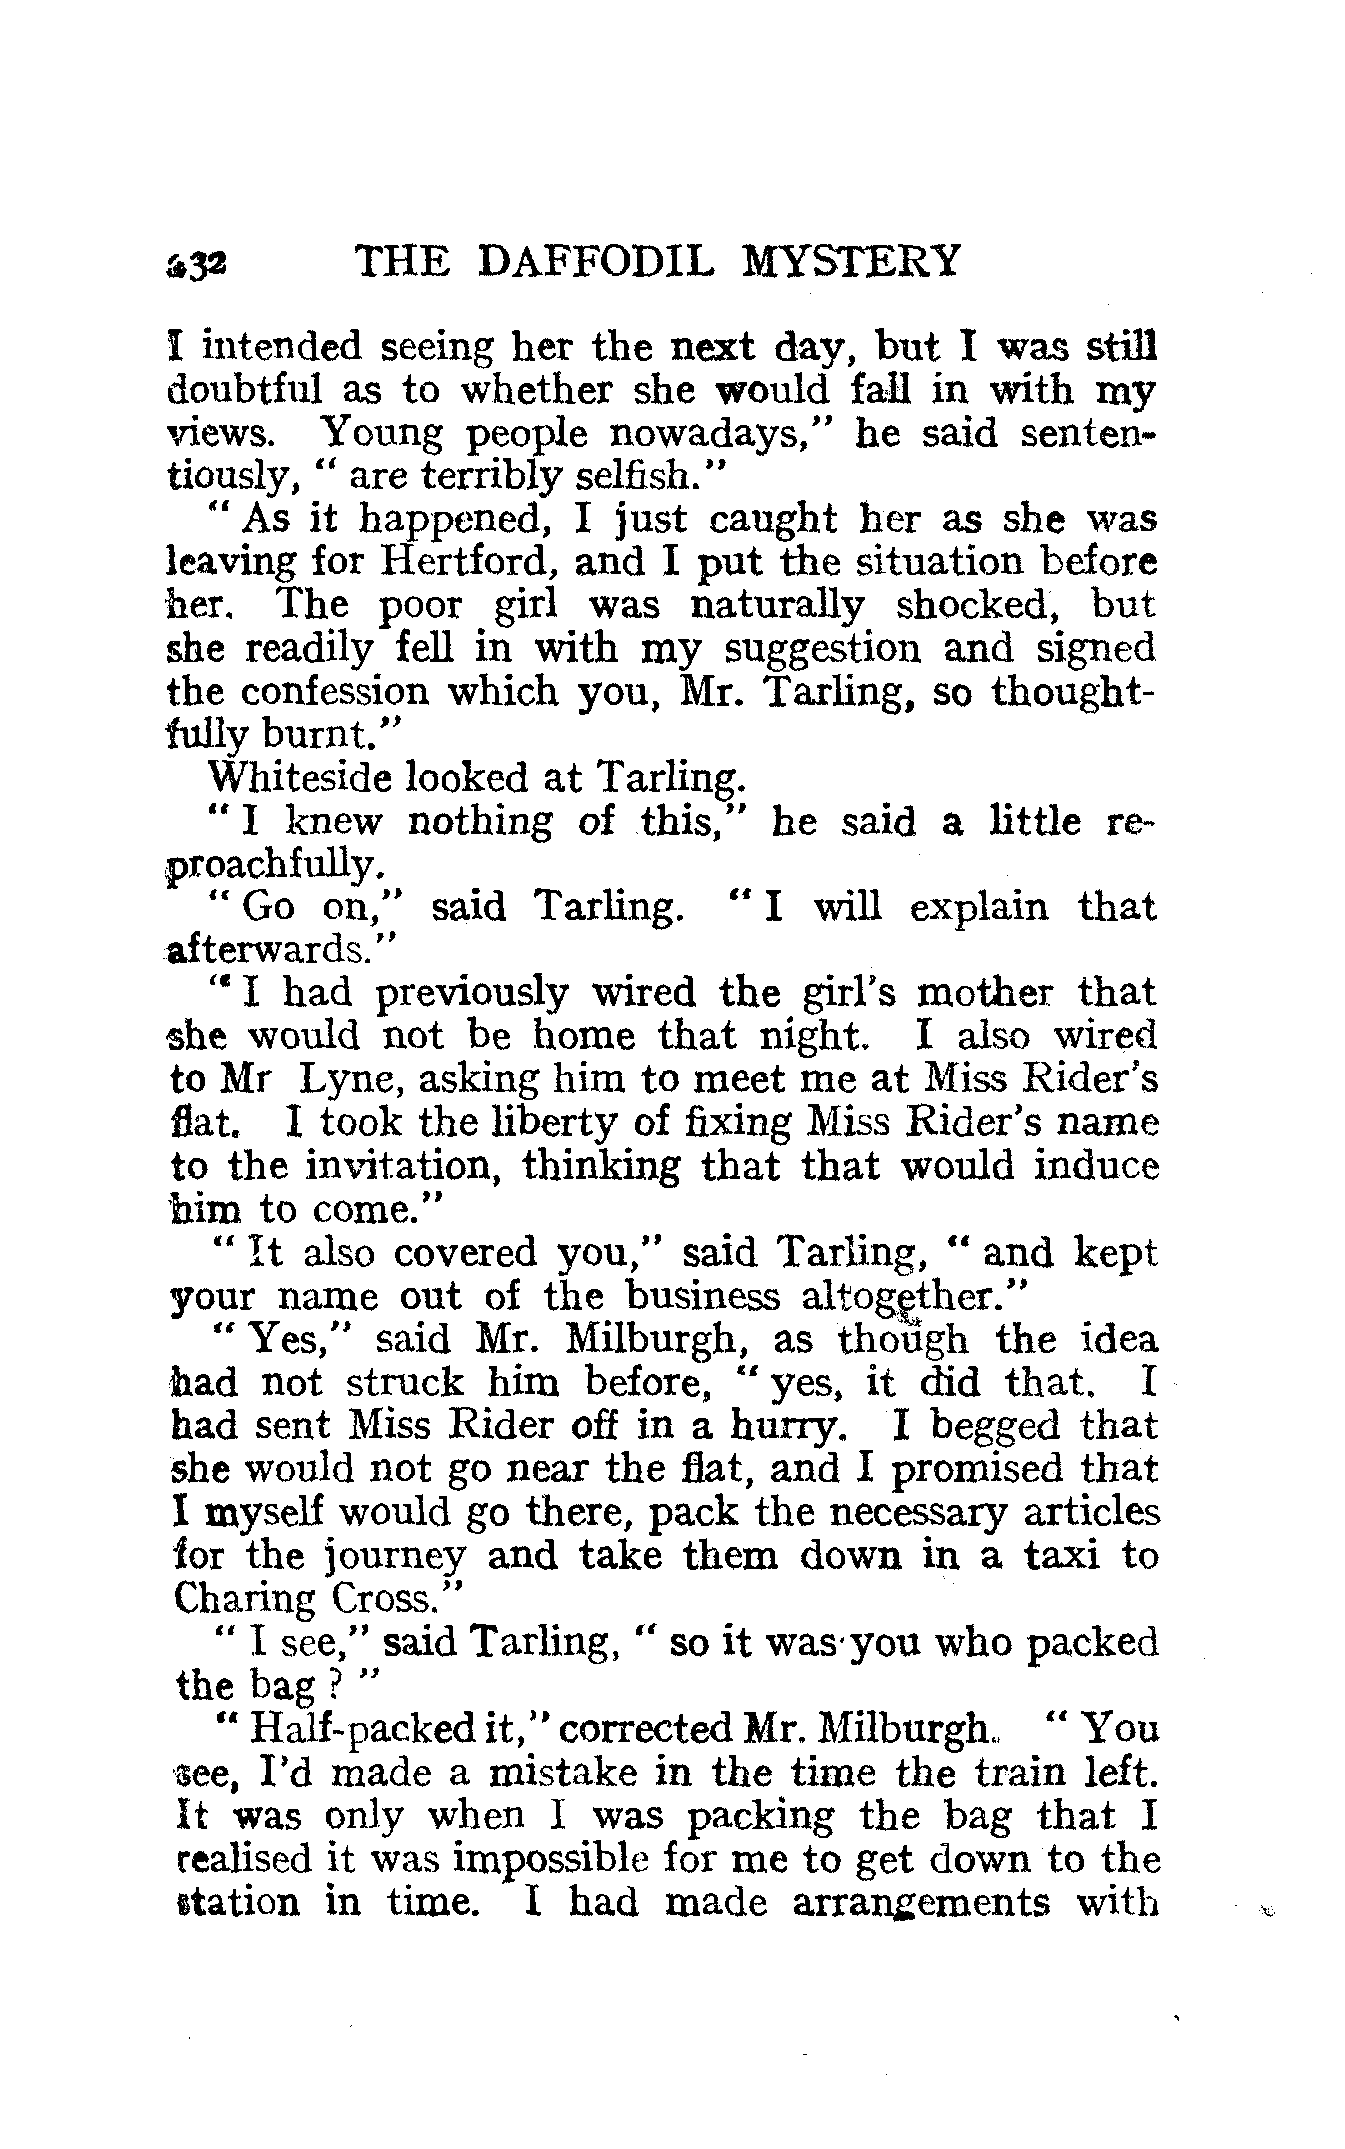 232 THE DAFFODIL MYSTERY
I intended seeing her the next day, but I was still
doubtful as to whether she would fall in with my
views. Young people nowadays," he said senten-
tiously, " are terribly selfish."
" As it happened, I just caught her as she was
leaving for Hertford, and I put the situation before
her. The poor girl was naturally shocked, but
she readily fell in with my suggestion and signed
the confession which you, Mr. Tarling, so thought-
fully burnt."
Whiteside looked at Tarling.
" I knew nothing of this," he said a little re-
proachfully.
" Go on," said Tarling. " I will explain that
afterwards."
" I had previously wired the girl's mother that
she would not be home that night. I also wired
to Mr Lyne, asking him to meet me at Miss Rider's
flat. I took the liberty of fixing Miss Rider's name
to the invitation, thinking that that would induce
him to come."
" It also covered you," said Tarling, " and kept
your name out of the business altogether."
" Yes," said Mr. Milburgh, as though the idea
had not struck him before, " yes, it did that. I
had sent Miss Rider off in a hurry. I begged that
she would not go near the flat, and I promised that
I myself would go there, pack the necessary articles
for the journey and take them down in a taxi to
Charing Cross."
" I see," said Tarling, " so it was you who packed
the bag ? "
" Half-packed it," corrected Mr. Milburgh. " You
see, I'd made a mistake in the time the train left.
It was only when I was packing the bag that I
realised it was impossible for me to get down to the
station in time. I had made arrangements with